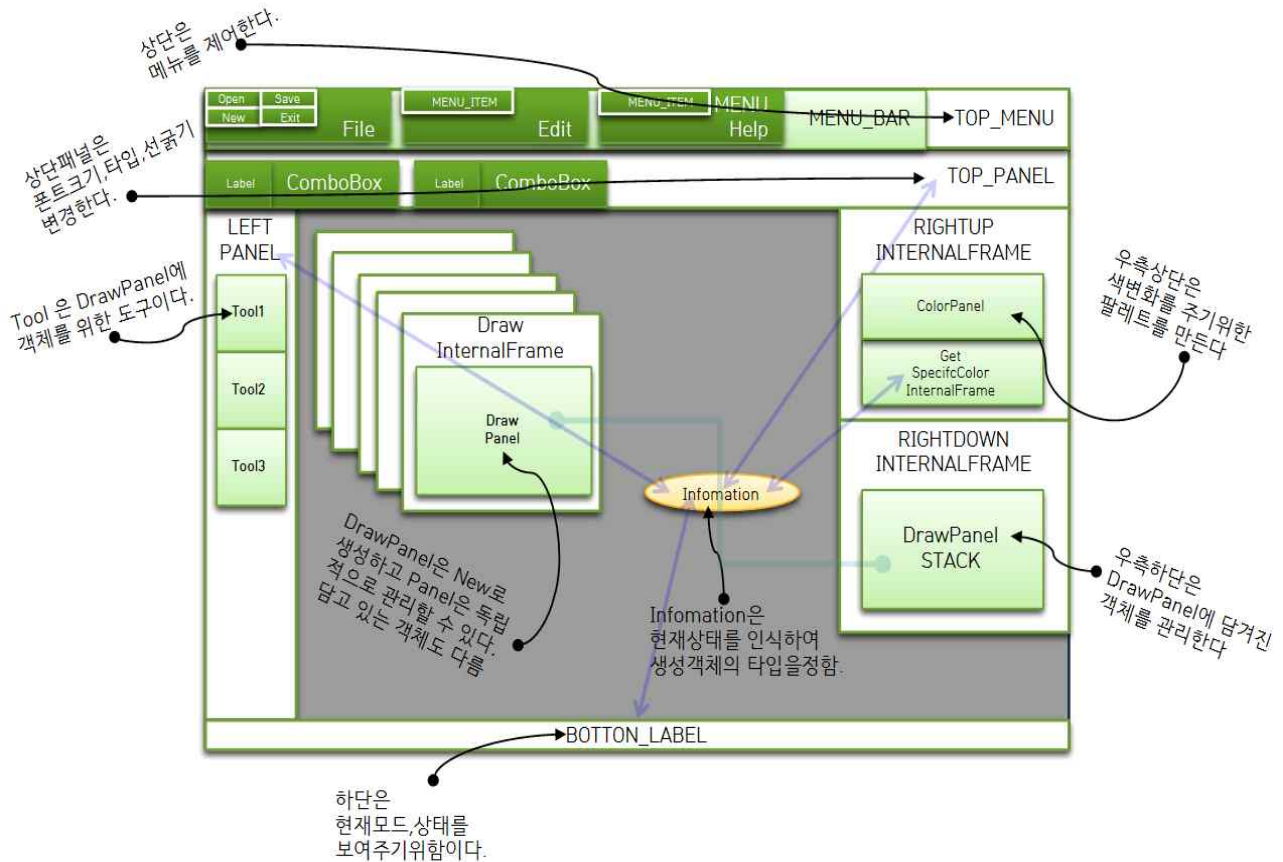 상단은
메뉴를 제어한다.
Open
Save
New
Exit
File
MENU_ITEM
Edit
MENU_ITEM
MENU
Help
MENU_BAR
TOP_MENU
상단패널은
폰트크기,타입,선굵기
변경한다.
Label
ComboBox
Label
ComboBox
TOP_PANEL
LEFT
PANEL
Tool1
Tool2
Tool3
Tool 은 DrawPanel에
객체를 위한 도구이다.
Draw
InternalFrame
Draw
Panel
RIGHTUP
INTERNALFRAME
ColorPanel
Get
SpecifcColor
InternalFrame
우측상단은
색변화를 주기위한
팔레트를 만든다
RIGHTDOWN
INTERNALFRAME
DrawPanel
STACK
우측하단은
DrawPanel에 담겨진
객체를 관리한다
Infomation
DrawPanel은 New로
생성하고 Panel은 독립
적으로 관리할 수 있다.
담고 있는 객체도 다름
Infomation은
현재상태를 인식하여
생성객체의 타입을정함.
BOTTON_LABEL
하단은
현재모드,상태를
보여주기위함이다.